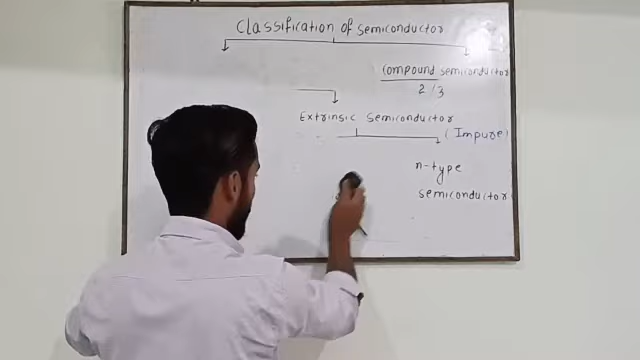 Classification of semiconductor
Compound semiconductor
2/3
Extrinsic semiconductor
(Impure)
n-type
semiconductor